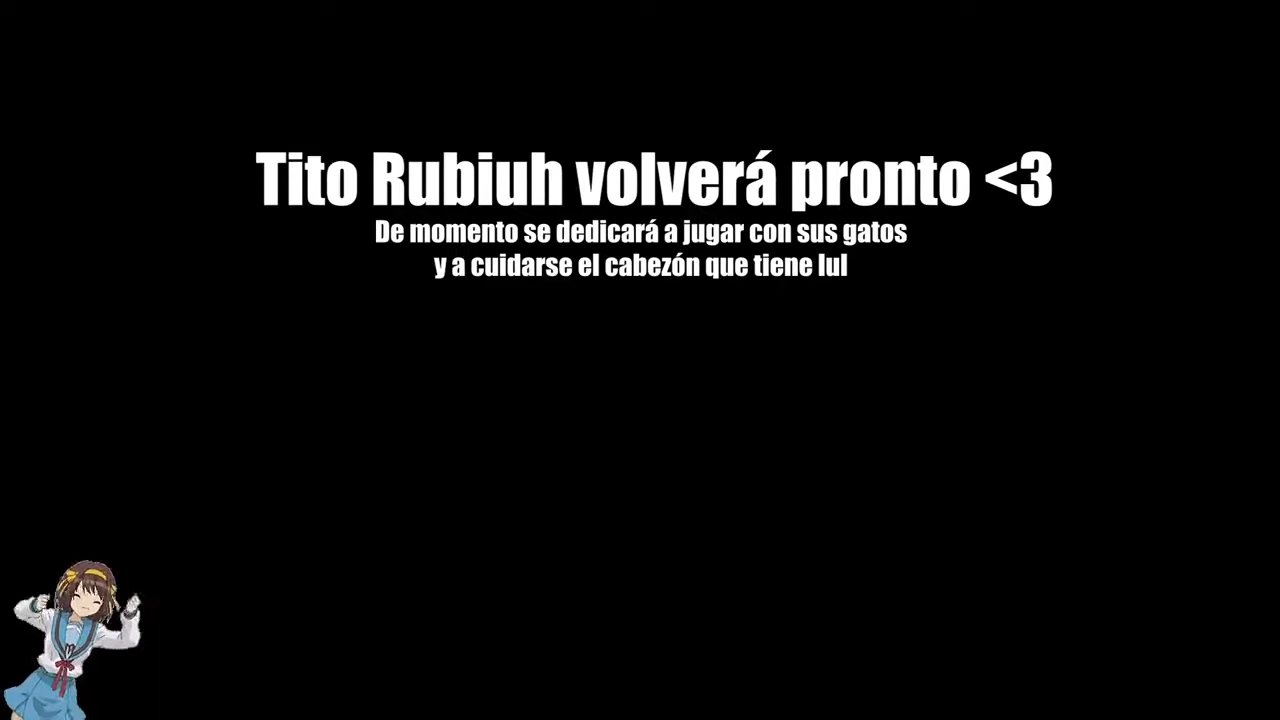 Tito Rubiuh volverá pronto <3
De momento se dedicará a jugar con sus gatos
y a cuidarse el cabezón que tiene lul